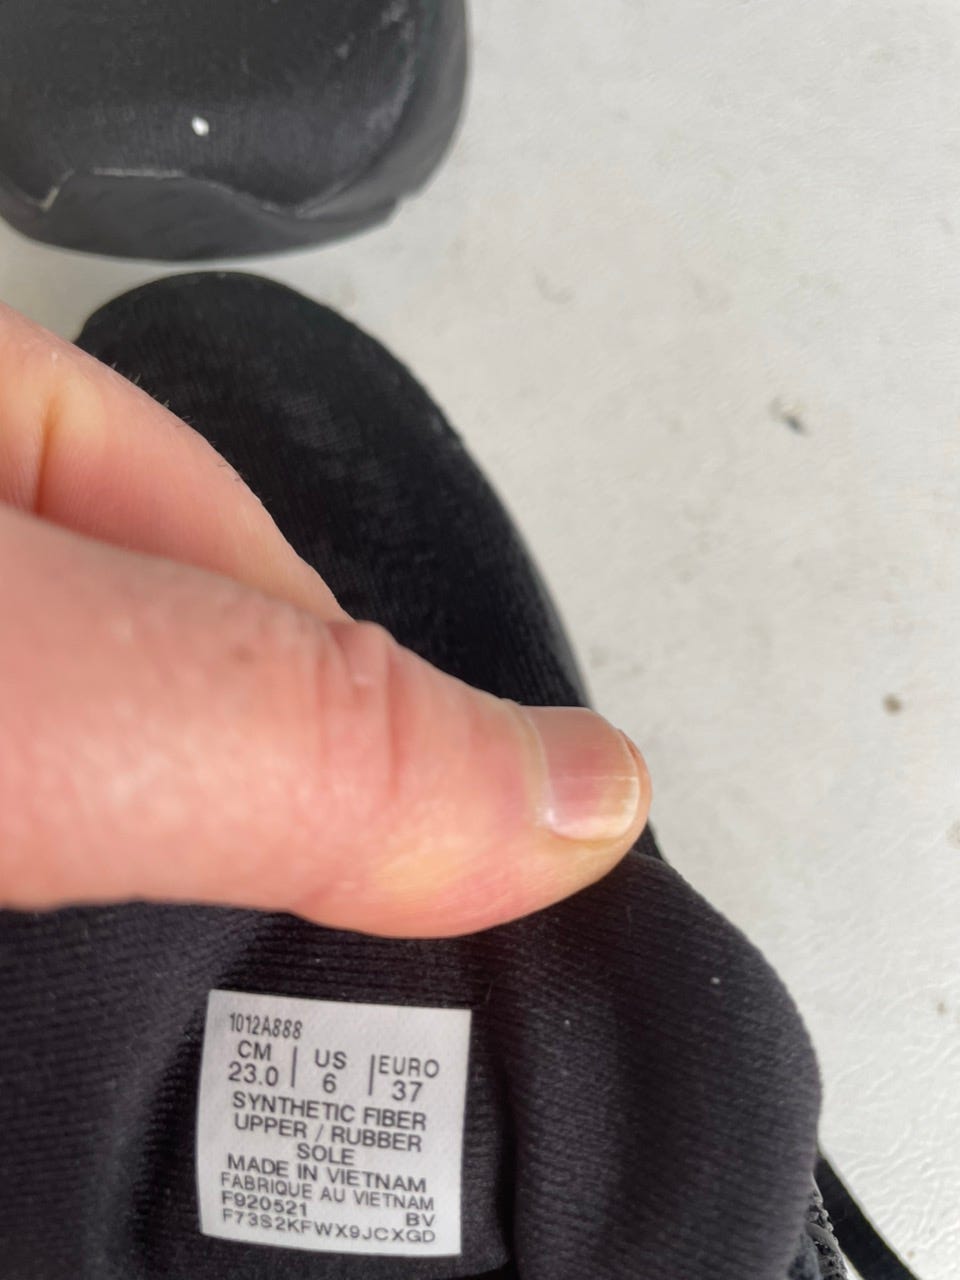 1012A888
CM | US | EURO
23.0 | 6 | 37
SYNTHETIC FIBER
UPPER / RUBBER
SOLE
MADE IN VIETNAM
FABRIQUE AU VIETNAM
F920521 BV
F73S2KFWX9JCXGD